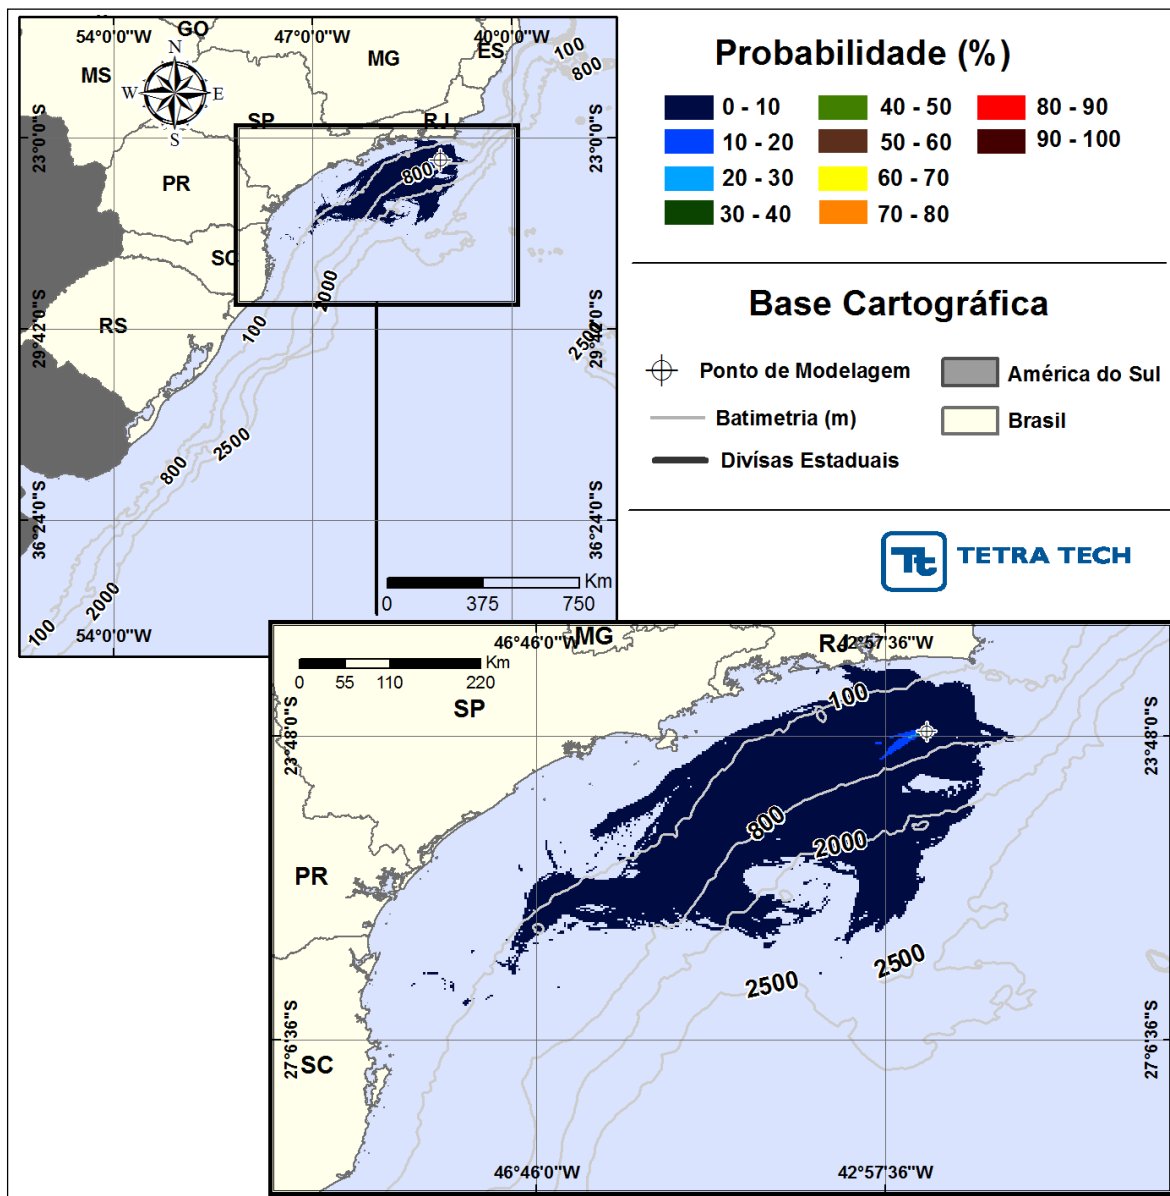 GO
54°0'0"W
47°0'0"W
40°0'0"W
ES
100
800
MG
MS
N
W
E
S
SP
RJ
23°0'0"S
23°0'0"S
800
PR
SC
2000
100
RS
29°42'0"S
29°42'0"S
2500
2500
800
36°24'0"S
36°24'0"S
2000
100
54°0'0"W
Km
0 375 750
Probabilidade (%)
0 - 10 40 - 50 80 - 90
10 - 20 50 - 60 90 - 100
20 - 30 60 - 70
30 - 40 70 - 80
Base Cartográfica
Ponto de Modelagem América do Sul
Batimetria (m) Brasil
Divísas Estaduais
Tt TETRA TECH
46°46'0"W
MG
RJ
42°57'36"W
Km
0 55 110 220
SP
100
23°48'0"S
23°48'0"S
800
2000
PR
2500
2500
27°6'36"S
27°6'36"S
SC
46°46'0"W
42°57'36"W